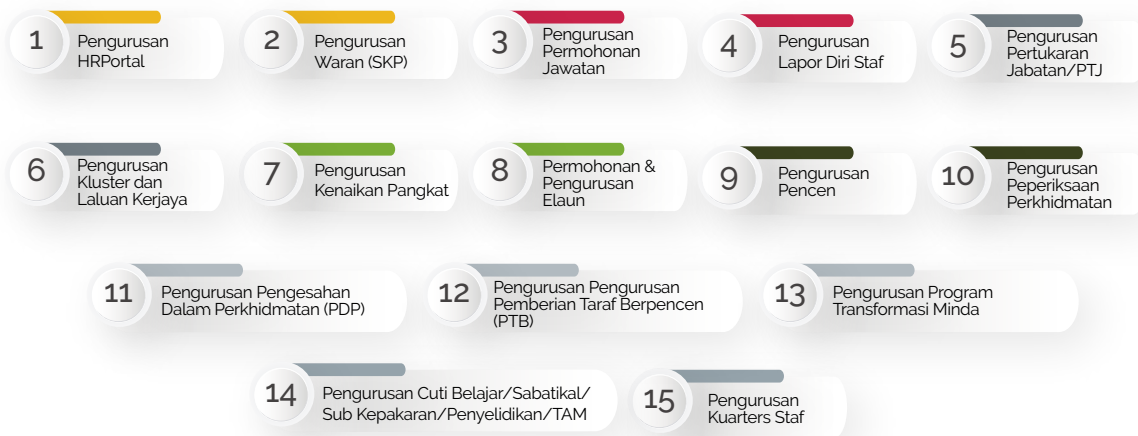 1
Pengurusan
HRPortal
2
Pengurusan
Waran (SKP)
3
Pengurusan
Permohonan
Jawatan
4
Pengurusan
Lapor Diri Staf
5
Pengurusan
Pertukaran
Jabatan/PTJ
6
Pengurusan
Kluster dan
Laluan Kerjaya
7
Pengurusan
Kenaikan Pangkat
8
Permohonan &
Pengurusan
Elaun
9
Pengurusan
Pencen
10
Pengurusan
Peperiksaan
Perkhidmatan
11
Pengurusan Pengesahan
Dalam Perkhidmatan (PDP)
12
Pengurusan Pengurusan
Pemberian Taraf Berpencen
(PTB)
13
Pengurusan Program
Transformasi Minda
14
Pengurusan Cuti Belajar/Sabatikal/
Sub Kepakaran/Penyelidikan/TAM
15
Pengurusan
Kuarters Staf